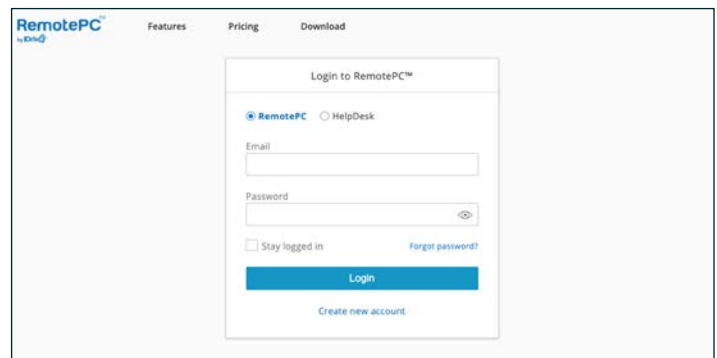 RemotePC™
by IDrive
Features Pricing Download
Login to RemotePC™
RemotePC HelpDesk
Email
Password
Stay logged in Forgot password?
Login
Create new account